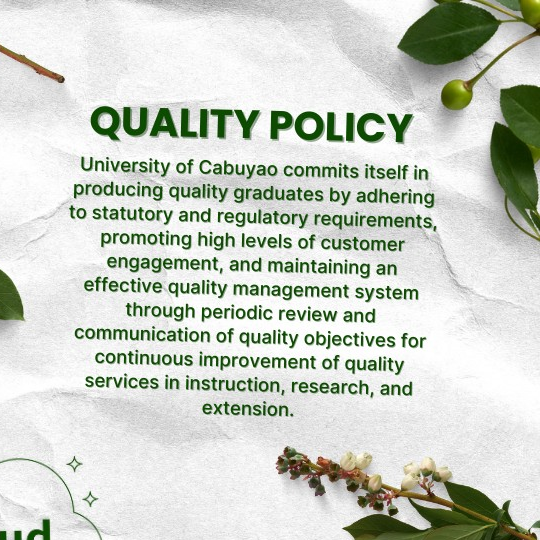 QUALITY POLICY
University of Cabuyao commits itself in
producing quality graduates by adhering
to statutory and regulatory requirements,
promoting high levels of customer
engagement, and maintaining an
effective quality management system
through periodic review and
communication of quality objectives for
continuous improvement of quality
services in instruction, research, and
extension.